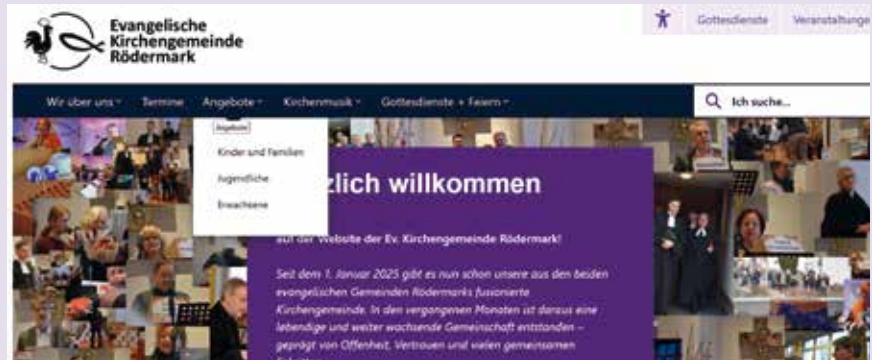 Evangelische
Kirchengemeinde
Rödermark
Gottesdienste Veranstaltunge
Wir über uns Termine Angebote Kirchenmusik Gottesdienste + Feiern
Ich suche...
Angebote
Kinder und Familien
Jugendliche
Erwachsene
zlich willkommen
auf der Website der Ev. Kirchengemeinde Rödermark!
Seit dem 1. Januar 2025 gibt es nun schon unsere aus den beiden
evangelischen Gemeinden Rödermarks fusionierte
Kirchengemeinde. In den vergangenen Monaten ist daraus eine
lebendige und weiter wachsende Gemeinschaft entstanden –
geprägt von Offenheit, Vertrauen und vielen gemeinsamen